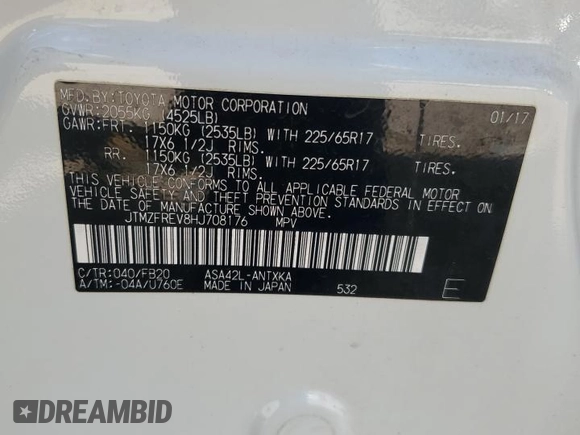 MFD.BY:TOYOTA MOTOR CORPORATION 01/17
GVWR:2055KG (4525LB)
GAWR:FRT. 1150KG (2535LB) WITH 225/65R17 TIRES.
17X6 1/2J RIMS.
RR. 1150KG (2535LB) WITH 225/65R17 TIRES.
17X6 1/2J RIMS.
THIS VEHICLE CONFORMS TO ALL APPLICABLE FEDERAL MOTOR
VEHICLE SAFETY AND THEFT PREVENTION STANDARDS IN EFFECT ON
THE DATE OF MANUFACTURE SHOWN ABOVE.
JTMZFREV8HJ708176 MPV
C/TR:040/FB20 ASA42L-ANTXKA
A/TM:-04A/U760E MADE IN JAPAN 532 E
DREAMBID